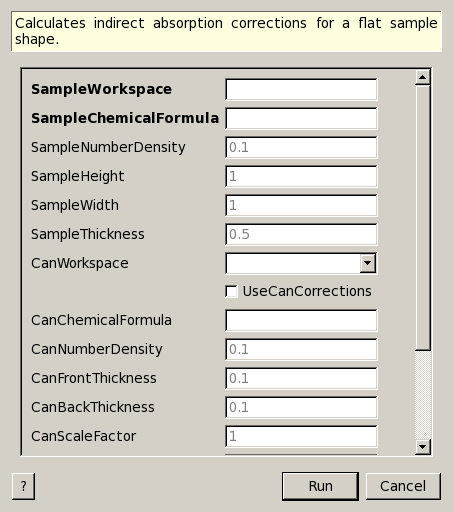 Calculates indirect absorption corrections for a flat sample
shape.
SampleWorkspace
SampleChemicalFormula
SampleNumberDensity 0.1
SampleHeight 1
SampleWidth 1
SampleThickness 0.5
CanWorkspace
UseCanCorrections
CanChemicalFormula
CanNumberDensity 0.1
CanFrontThickness 0.1
CanBackThickness 0.1
CanScaleFactor 1
? Run Cancel